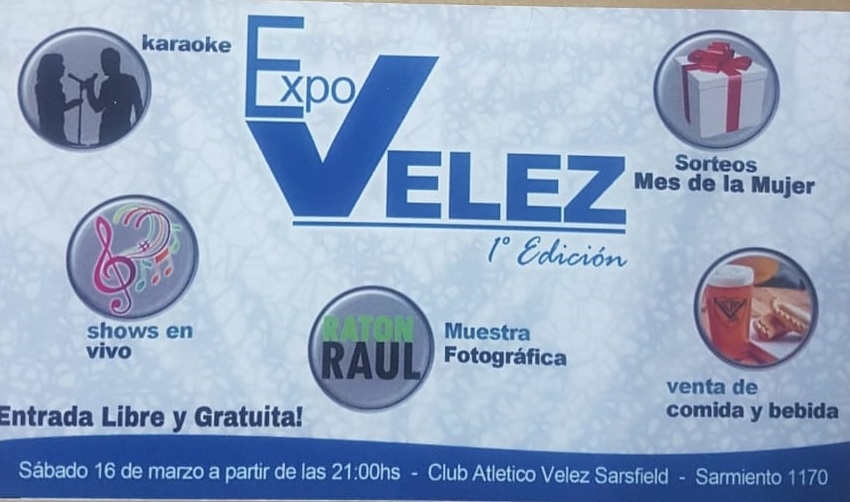 karaoke
Expo
VELEZ
1° Edición
Sorteos
Mes de la Mujer
shows en
vivo
RATON
RAUL
Muestra
Fotográfica
venta de
comida y bebida
Entrada Libre y Gratuita!
Sábado 16 de marzo a partir de las 21:00hs - Club Atletico Velez Sarsfield - Sarmiento 1170